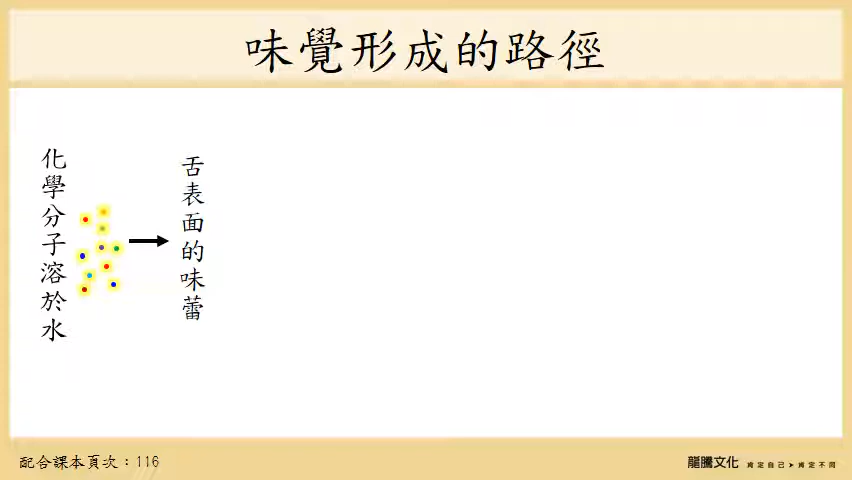 味覺形成的路徑
化學分子溶於水
舌表面的味蕾
配合課本頁次：116
龍騰文化 肯定自己➤肯定不同